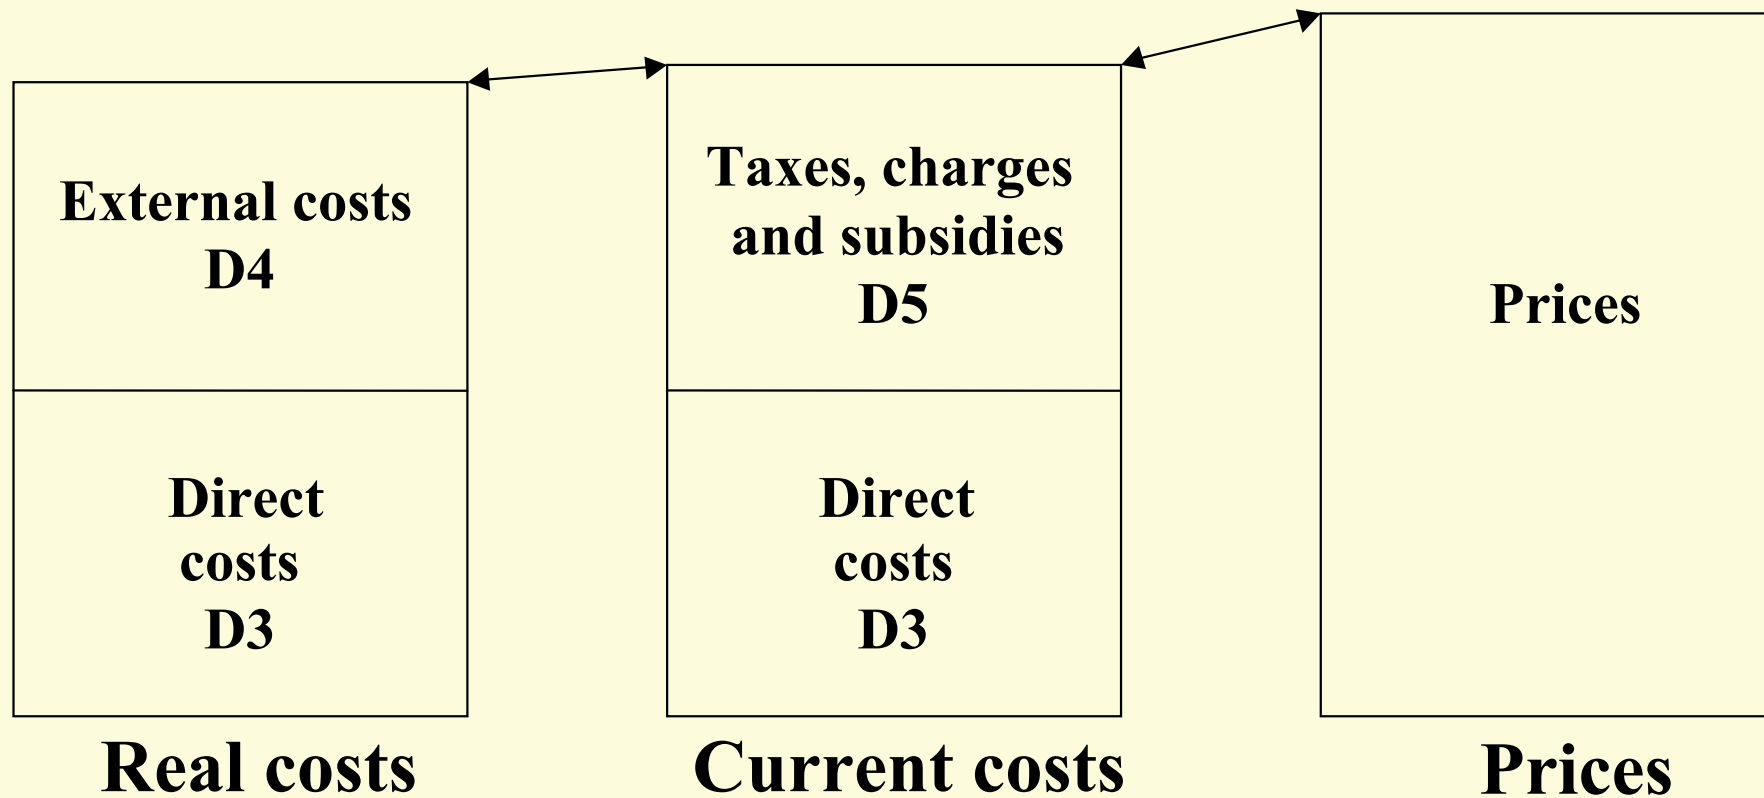 External costs
D4
Direct
costs
D3
Real costs
Taxes, charges
and subsidies
D5
Direct
costs
D3
Current costs
Prices
Prices